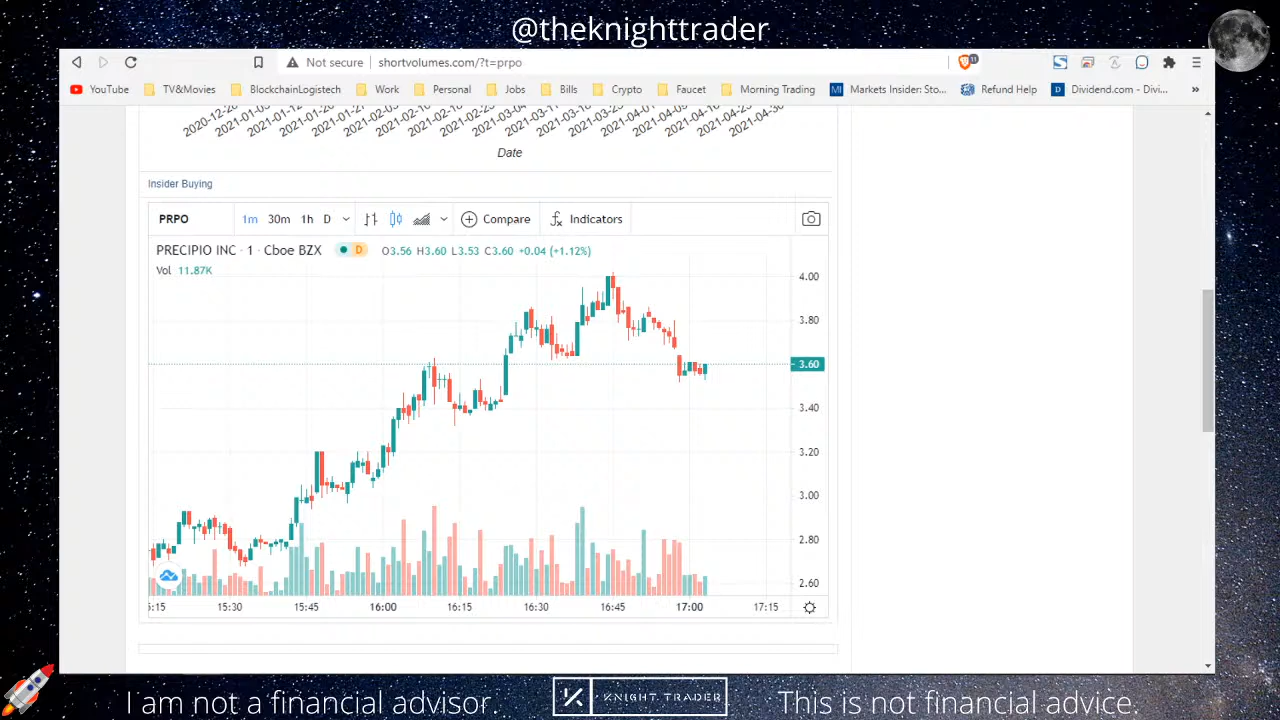 @theknighttrader
Not secure shortvolumes.com/?t=prpo 11
YouTube TV&Movies BlockchainLogistech Work Personal Jobs Bills Crypto Faucet Morning Trading MI Markets Insider: Sto... Refund Help D Dividend.com - Divi... »
Date
Insider Buying
PRPO 1m 30m 1h D Compare Indicators
PRECIPIO INC · 1 · Cboe BZX D O3.56 H3.60 L3.53 C3.60 +0.04 (+1.12%)
Vol 11.87K
4.00
3.80
3.60
3.40
3.20
3.00
2.80
2.60
5:15 15:30 15:45 16:00 16:15 16:30 16:45 17:00 17:15
I am not a financial advisor. KNIGHT TRADER This is not financial advice.